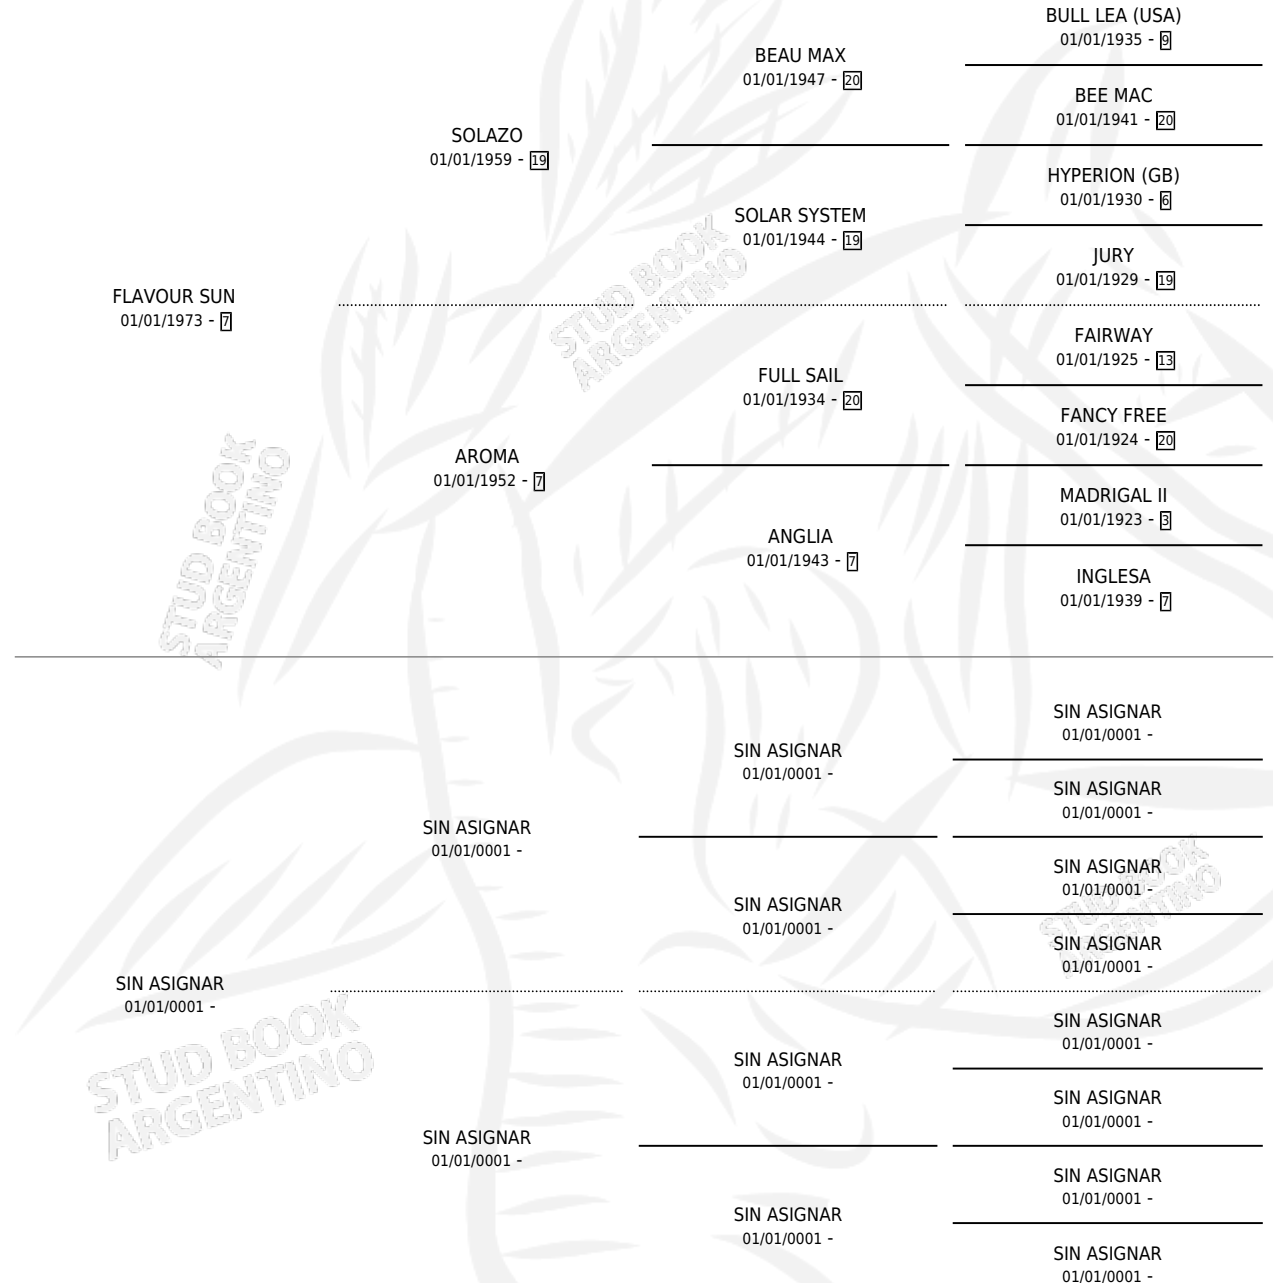 BULL LEA (USA)
01/01/1935 - 9
BEAU MAX
01/01/1947 - 20
BEE MAC
01/01/1941 - 20
SOLAZO
01/01/1959 - 19
HYPERION (GB)
01/01/1930 - 6
SOLAR SYSTEM
01/01/1944 - 19
JURY
01/01/1929 - 19
FLAVOUR SUN
01/01/1973 - 7
FAIRWAY
01/01/1925 - 13
FULL SAIL
01/01/1934 - 20
FANCY FREE
01/01/1924 - 20
AROMA
01/01/1952 - 7
MADRIGAL II
01/01/1923 - 3
ANGLIA
01/01/1943 - 7
INGLESA
01/01/1939 - 7
STUD BOOK
ARGENTINO
STUD BOOK
ARGENTINO
SIN ASIGNAR
01/01/0001 -
SIN ASIGNAR
01/01/0001 -
SIN ASIGNAR
01/01/0001 -
SIN ASIGNAR
01/01/0001 -
SIN ASIGNAR
01/01/0001 -
SIN ASIGNAR
01/01/0001 -
SIN ASIGNAR
01/01/0001 -
SIN ASIGNAR
01/01/0001 -
SIN ASIGNAR
01/01/0001 -
SIN ASIGNAR
01/01/0001 -
SIN ASIGNAR
01/01/0001 -
SIN ASIGNAR
01/01/0001 -
SIN ASIGNAR
01/01/0001 -
SIN ASIGNAR
01/01/0001 -
SIN ASIGNAR
01/01/0001 -
STUD BOOK
ARGENTINO
STUD BOOK
ARGENTINO